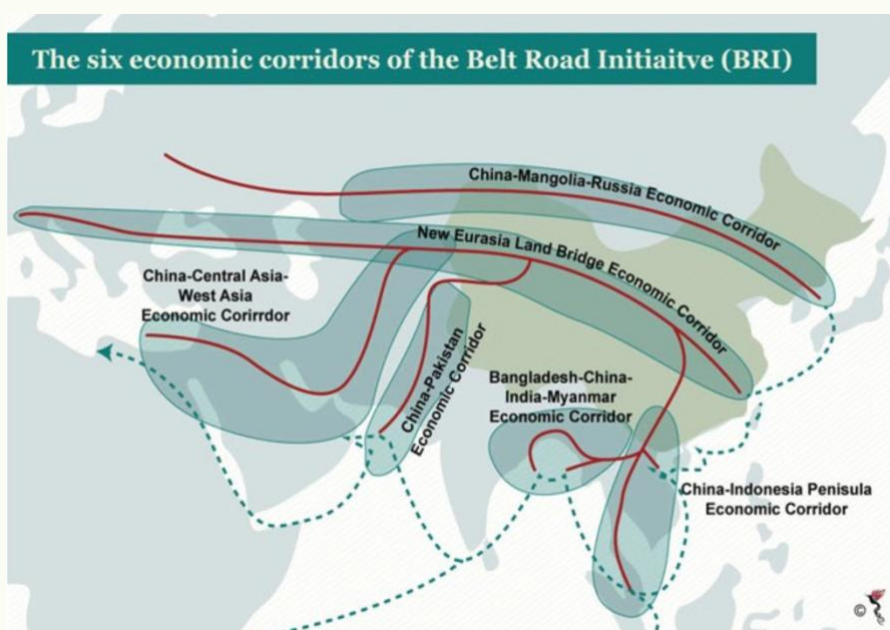 The six economic corridors of the Belt Road Initiaitve (BRI)
China-Mangolia-Russia Economic Corridor
New Eurasia Land Bridge Economic Corridor
China-Central Asia-
West Asia
Economic Corirrdor
China-Pakistan
Economic Corridor
Bangladesh-China-
India-Myanmar
Economic Corridor
China-Indonesia Penisula
Economic Corridor
©